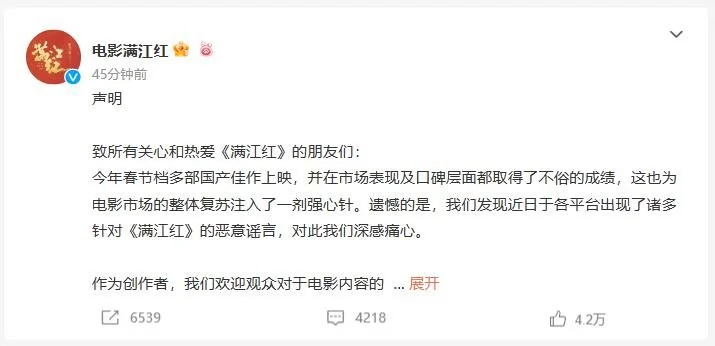 电影满江红
45分钟前
声明
致所有关心和热爱《满江红》的朋友们：
今年春节档多部国产佳作上映，并在市场表现及口碑层面都取得了不俗的成绩，这也为
电影市场的整体复苏注入了一剂强心针。遗憾的是，我们发现近日于各平台出现了诸多
针对《满江红》的恶意谣言，对此我们深感痛心。
作为创作者，我们欢迎观众对于电影内容的 ... 展开
6539
4218
4.2万
满江红